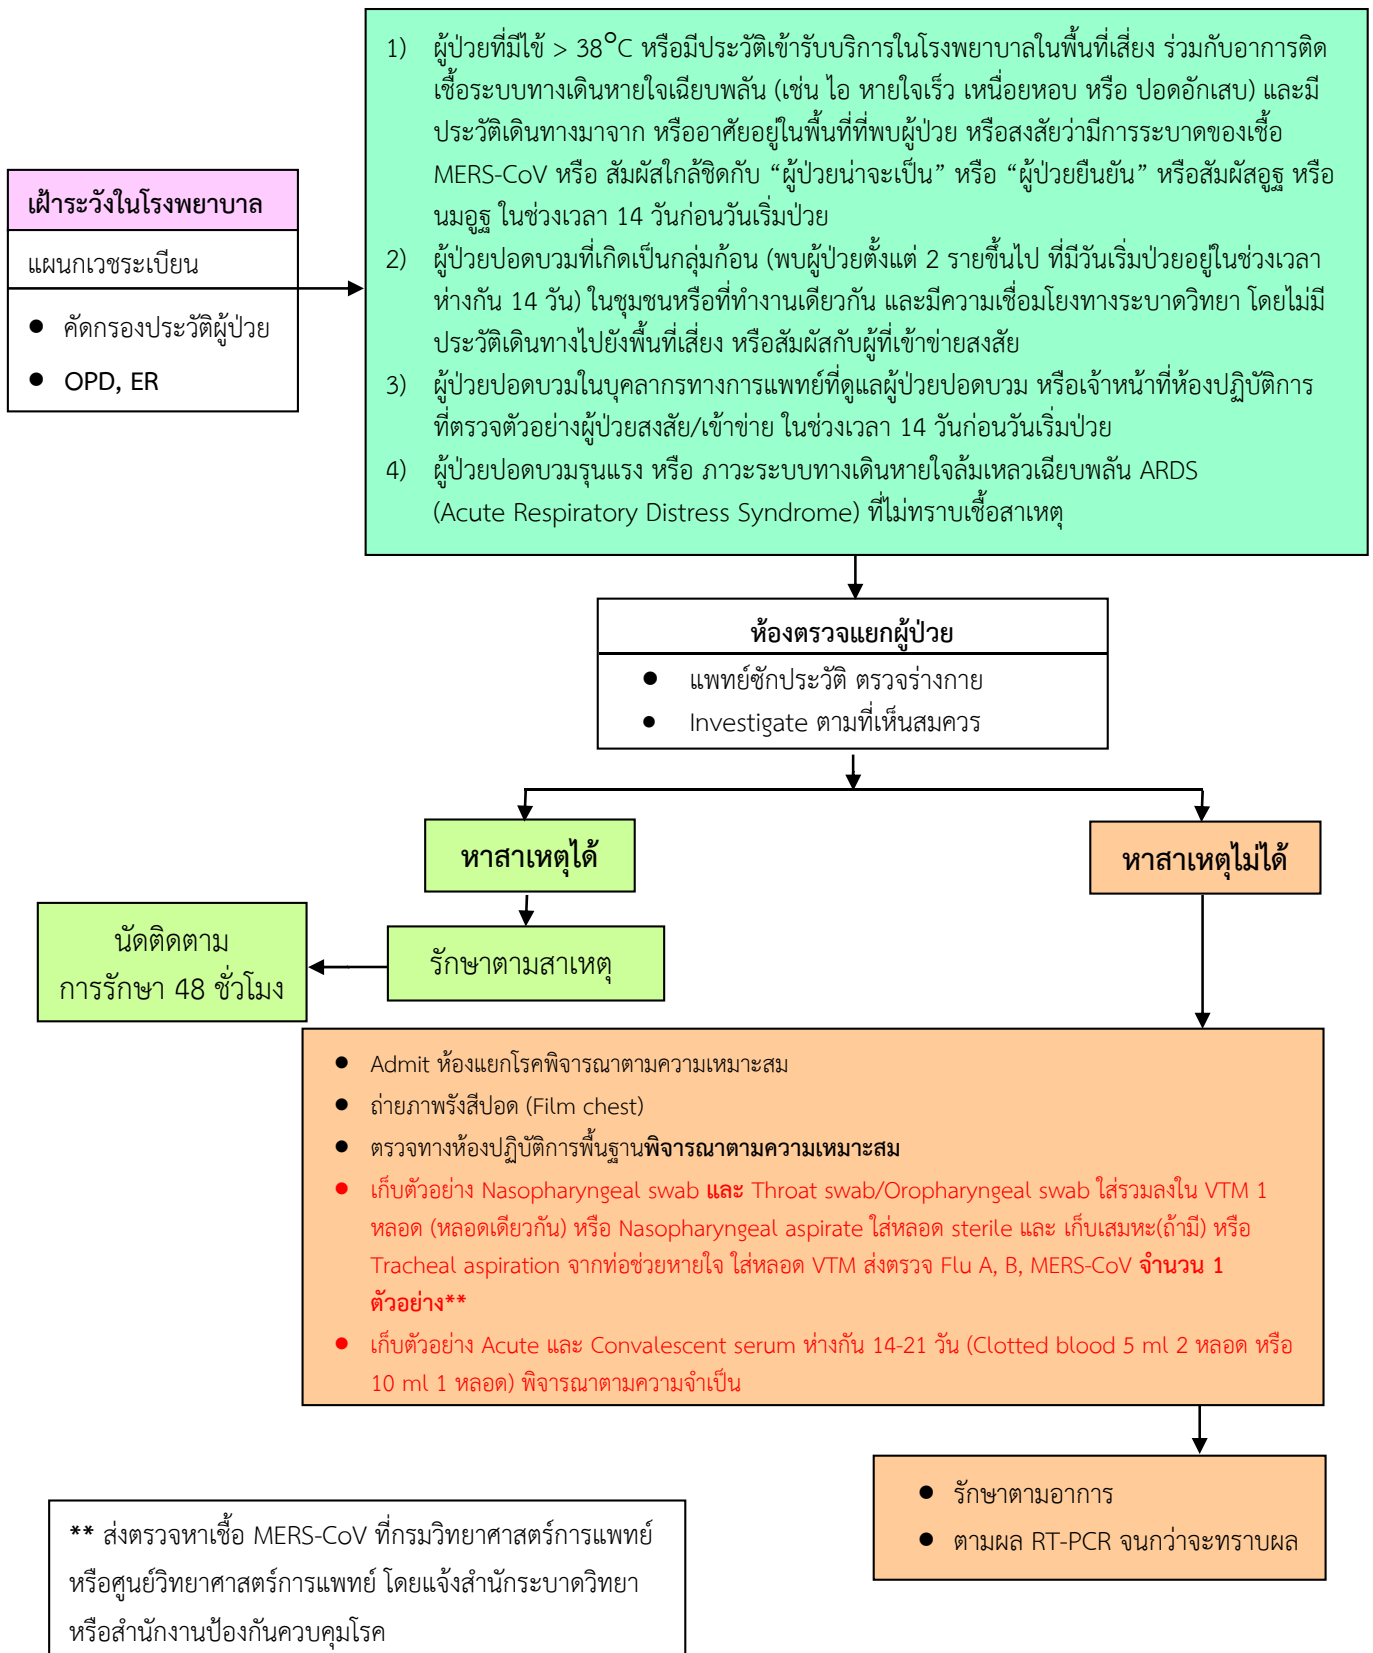 1) ผู้ป่วยที่มีไข้ > 38°C หรือมีประวัติเข้ารับบริการในโรงพยาบาลในพื้นที่เสี่ยง ร่วมกับอาการติด
เชื้อระบบทางเดินหายใจเฉียบพลัน (เช่น ไอ หายใจเร็ว เหนื่อยหอบ หรือ ปอดอักเสบ) และมี
ประวัติเดินทางมาจาก หรืออาศัยอยู่ในพื้นที่ที่พบผู้ป่วย หรือสงสัยว่ามีการระบาดของเชื้อ
MERS-CoV หรือ สัมผัสใกล้ชิดกับ “ผู้ป่วยน่าจะเป็น” หรือ “ผู้ป่วยยืนยัน” หรือสัมผัสอูฐ หรือ
นมอูฐ ในช่วงเวลา 14 วันก่อนวันเริ่มป่วย
2) ผู้ป่วยปอดบวมที่เกิดเป็นกลุ่มก้อน (พบผู้ป่วยตั้งแต่ 2 รายขึ้นไป ที่มีวันเริ่มป่วยอยู่ในช่วงเวลา
ห่างกัน 14 วัน) ในชุมชนหรือที่ทำงานเดียวกัน และมีความเชื่อมโยงทางระบาดวิทยา โดยไม่มี
ประวัติเดินทางไปยังพื้นที่เสี่ยง หรือสัมผัสกับผู้ที่เข้าข่ายสงสัย
3) ผู้ป่วยปอดบวมในบุคลากรทางการแพทย์ที่ดูแลผู้ป่วยปอดบวม หรือเจ้าหน้าที่ห้องปฏิบัติการ
ที่ตรวจตัวอย่างผู้ป่วยสงสัย/เข้าข่าย ในช่วงเวลา 14 วันก่อนวันเริ่มป่วย
4) ผู้ป่วยปอดบวมรุนแรง หรือ ภาวะระบบทางเดินหายใจล้มเหลวเฉียบพลัน ARDS
(Acute Respiratory Distress Syndrome) ที่ไม่ทราบเชื้อสาเหตุ
เฝ้าระวังในโรงพยาบาล
แผนกเวชระเบียน
● คัดกรองประวัติผู้ป่วย
● OPD, ER
ห้องตรวจแยกผู้ป่วย
● แพทย์ซักประวัติ ตรวจร่างกาย
● Investigate ตามที่เห็นสมควร
หาสาเหตุได้
หาสาเหตุไม่ได้
รักษาตามสาเหตุ
นัดติดตาม
การรักษา 48 ชั่วโมง
● Admit ห้องแยกโรคพิจารณาตามความเหมาะสม
● ถ่ายภาพรังสีปอด (Film chest)
● ตรวจทางห้องปฏิบัติการพื้นฐานพิจารณาตามความเหมาะสม
● เก็บตัวอย่าง Nasopharyngeal swab และ Throat swab/Oropharyngeal swab ใส่รวมลงใน VTM 1
หลอด (หลอดเดียวกัน) หรือ Nasopharyngeal aspirate ใส่หลอด sterile และ เก็บเสมหะ(ถ้ามี) หรือ
Tracheal aspiration จากท่อช่วยหายใจ ใส่หลอด VTM ส่งตรวจ Flu A, B, MERS-CoV จำนวน 1
ตัวอย่าง**
● เก็บตัวอย่าง Acute และ Convalescent serum ห่างกัน 14-21 วัน (Clotted blood 5 ml 2 หลอด หรือ
10 ml 1 หลอด) พิจารณาตามความจำเป็น
● รักษาตามอาการ
● ตามผล RT-PCR จนกว่าจะทราบผล
** ส่งตรวจหาเชื้อ MERS-CoV ที่กรมวิทยาศาสตร์การแพทย์
หรือศูนย์วิทยาศาสตร์การแพทย์ โดยแจ้งสำนักระบาดวิทยา
หรือสำนักงานป้องกันควบคุมโรค